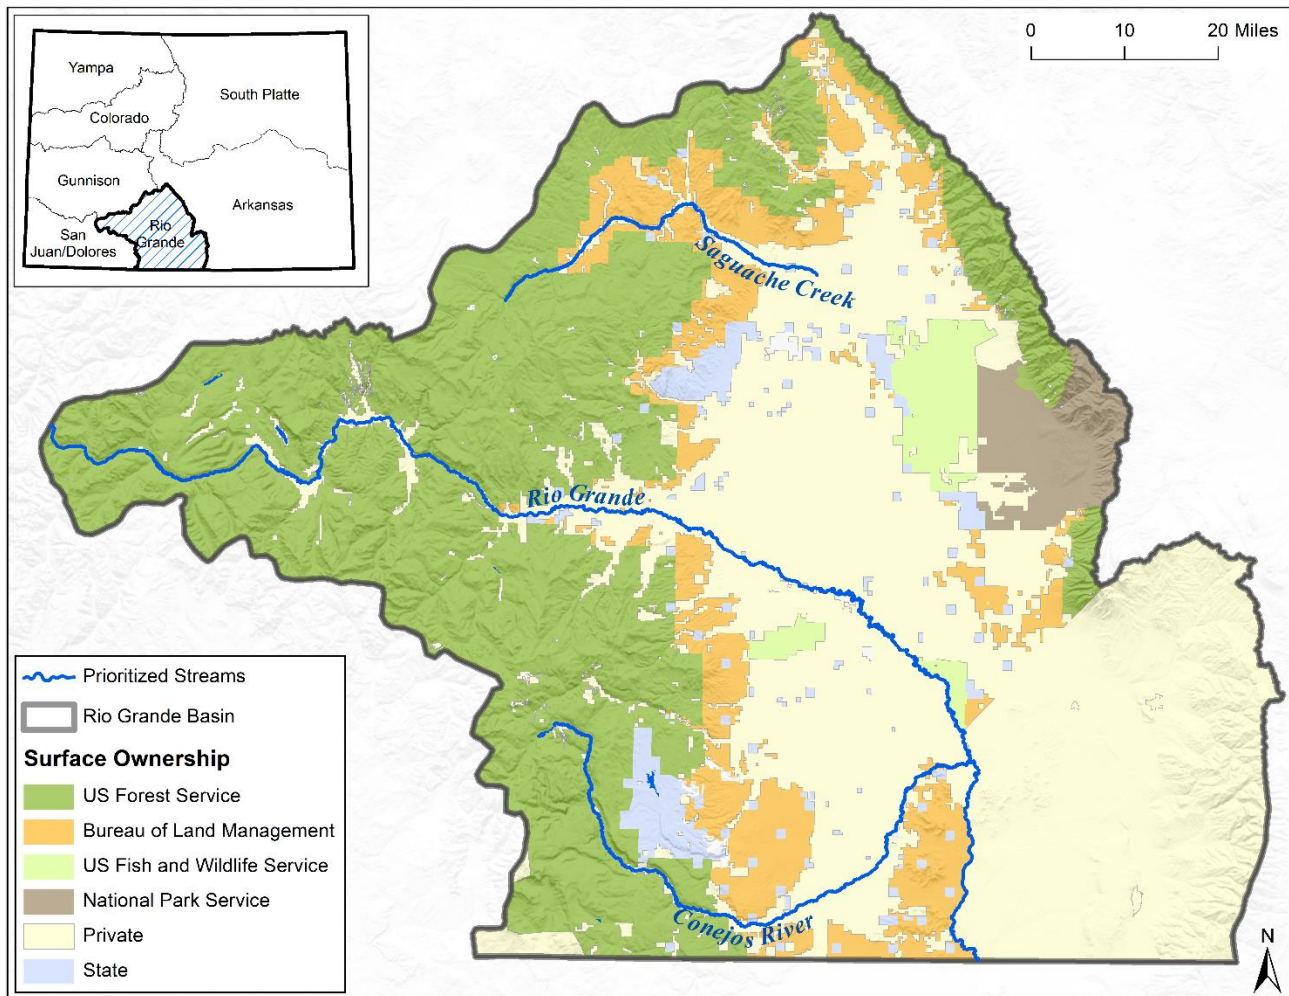 Yampa
South Platte
Colorado
Gunnison
Arkansas
San
Juan/Dolores
Rio
Grande
0 10 20 Miles
Saguache Creek
Rio Grande
Conejos River
Prioritized Streams
Rio Grande Basin
Surface Ownership
US Forest Service
Bureau of Land Management
US Fish and Wildlife Service
National Park Service
Private
State
N